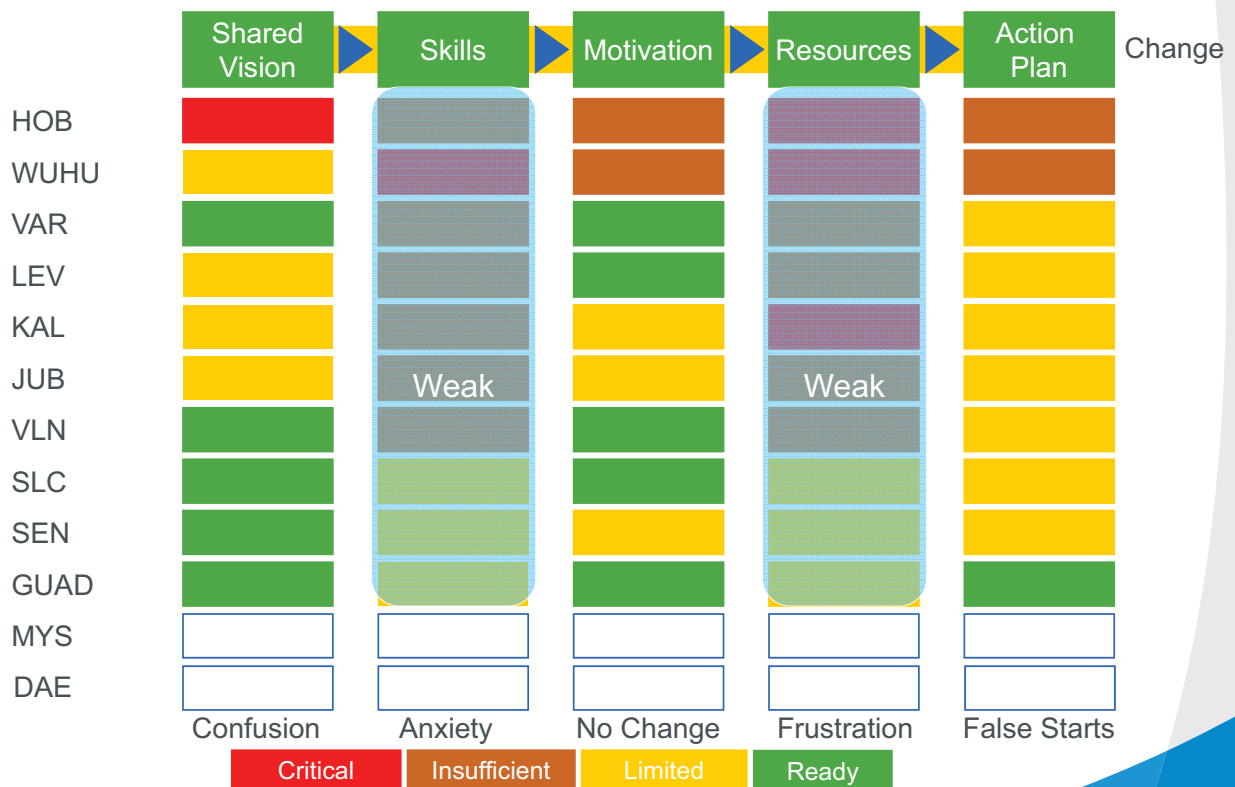 Shared
Vision
Skills
Motivation
Resources
Action
Plan
Change
HOB
WUHU
VAR
LEV
KAL
JUB
Weak
Weak
VLN
SLC
SEN
GUAD
MYS
DAE
Confusion
Anxiety
No Change
Frustration
False Starts
Critical
Insufficient
Limited
Ready